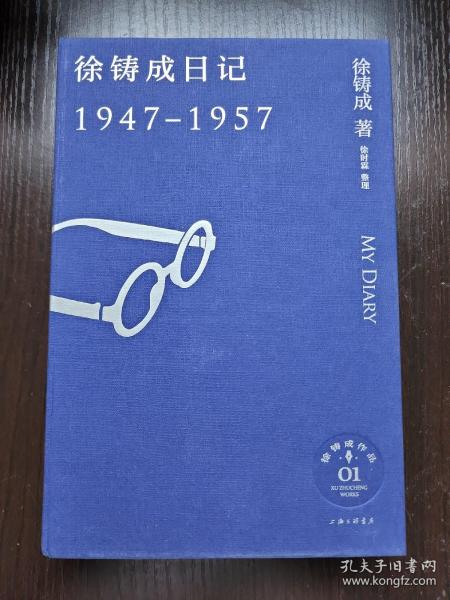 徐铸成日记
1947–1957
徐铸成 著
徐时霖 整理
MY DIARY
徐铸成作品
01
XU ZHUCHENG
WORKS
上海三联书店
孔夫子旧书网
www.kongfz.com